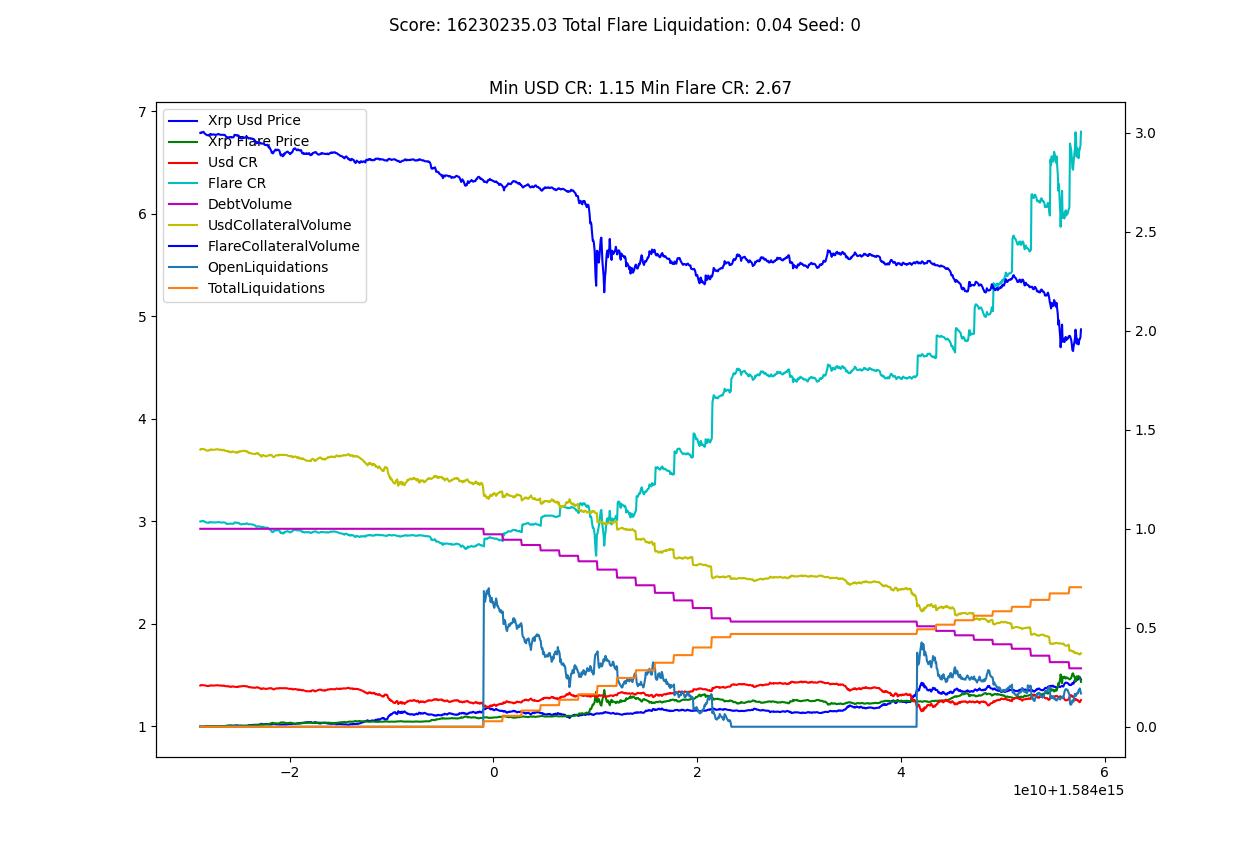 Score: 16230235.03 Total Flare Liquidation: 0.04 Seed: 0
Min USD CR: 1.15 Min Flare CR: 2.67
7
6
5
4
3
2
1
Xrp Usd Price
Xrp Flare Price
Usd CR
Flare CR
DebtVolume
UsdCollateralVolume
FlareCollateralVolume
OpenLiquidations
TotalLiquidations
3.0
2.5
2.0
1.5
1.0
0.5
0.0
−2 0 2 4 6
1e10+1.584e15